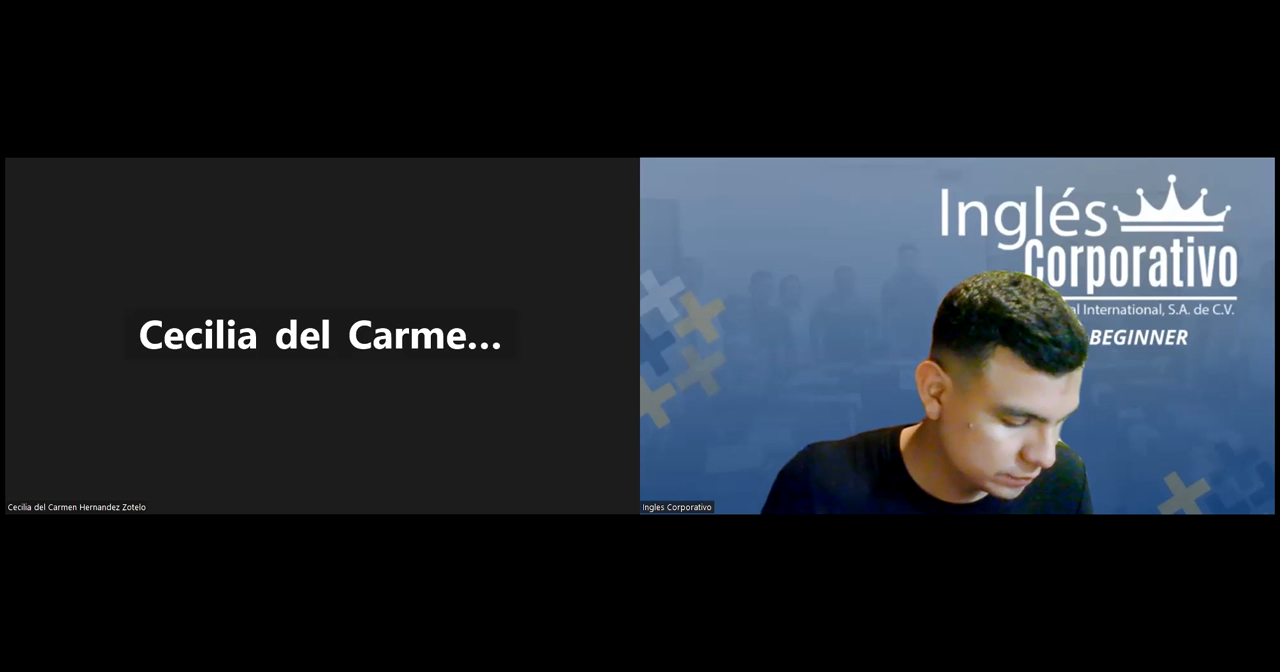 Cecilia del Carme...
Cecilia del Carmen Hernandez Zotelo
Inglés
Corporativo
al International, S.A. de C.V.
BEGINNER
Ingles Corporativo